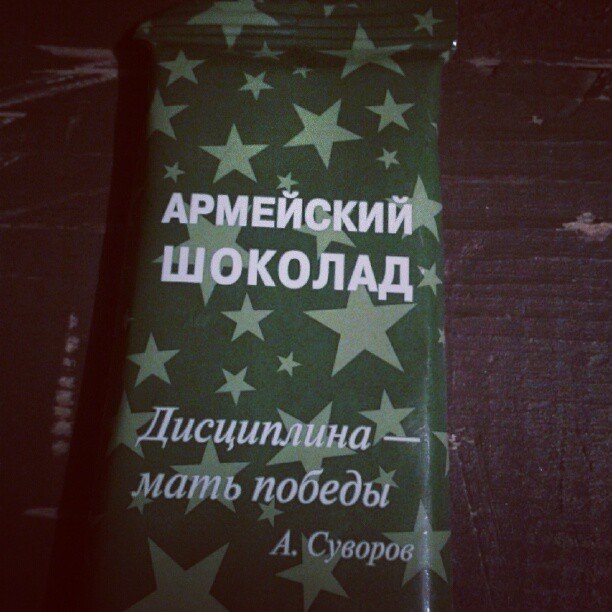 АРМЕЙСКИЙ
ШОКОЛАД
Дисциплина —
мать победы
А. Суворов